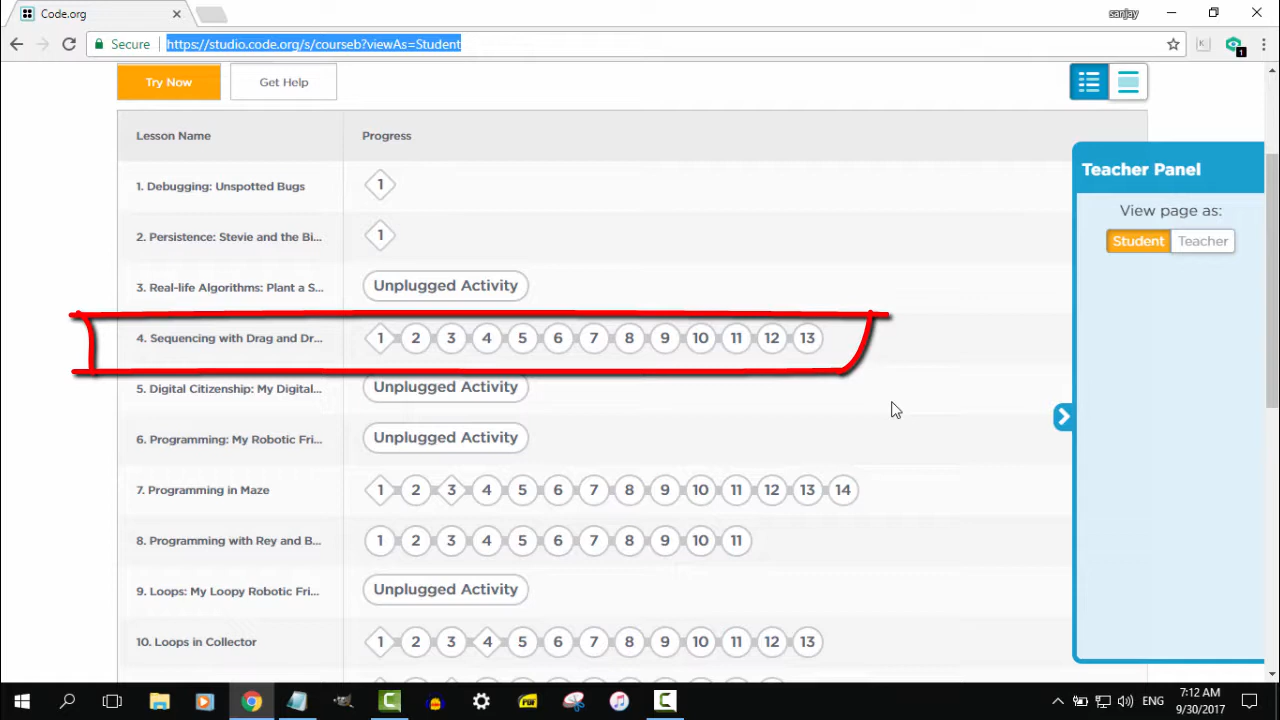 Code.org
sanjay
Secure https://studio.code.org/s/courseb?viewAs=Student
1
Try Now Get Help
Lesson Name Progress
1. Debugging: Unspotted Bugs 1
2. Persistence: Stevie and the Bi... 1
3. Real-life Algorithms: Plant a S... Unplugged Activity
4. Sequencing with Drag and Dr... 1 2 3 4 5 6 7 8 9 10 11 12 13
5. Digital Citizenship: My Digital... Unplugged Activity
6. Programming: My Robotic Fri... Unplugged Activity
7. Programming in Maze 1 2 3 4 5 6 7 8 9 10 11 12 13 14
8. Programming with Rey and B... 1 2 3 4 5 6 7 8 9 10 11
9. Loops: My Loopy Robotic Fri... Unplugged Activity
10. Loops in Collector 1 2 3 4 5 6 7 8 9 10 11 12 13
Teacher Panel
View page as:
Student Teacher
ENG
7:12 AM
9/30/2017